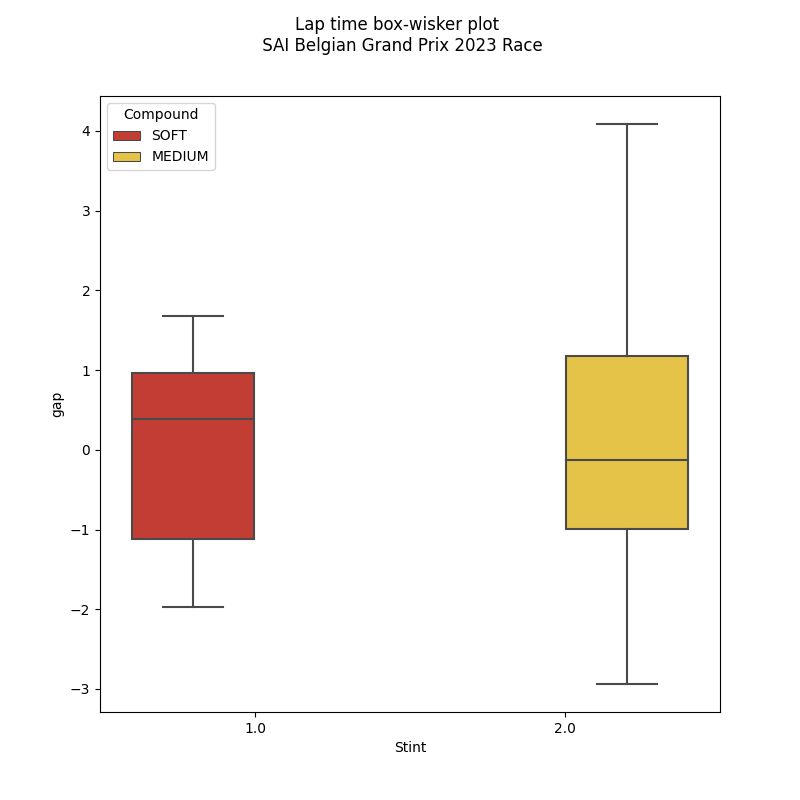 Lap time box-wisker plot
SAI Belgian Grand Prix 2023 Race
Compound
SOFT
MEDIUM
4
3
2
1
0
−1
−2
−3
gap
1.0
2.0
Stint